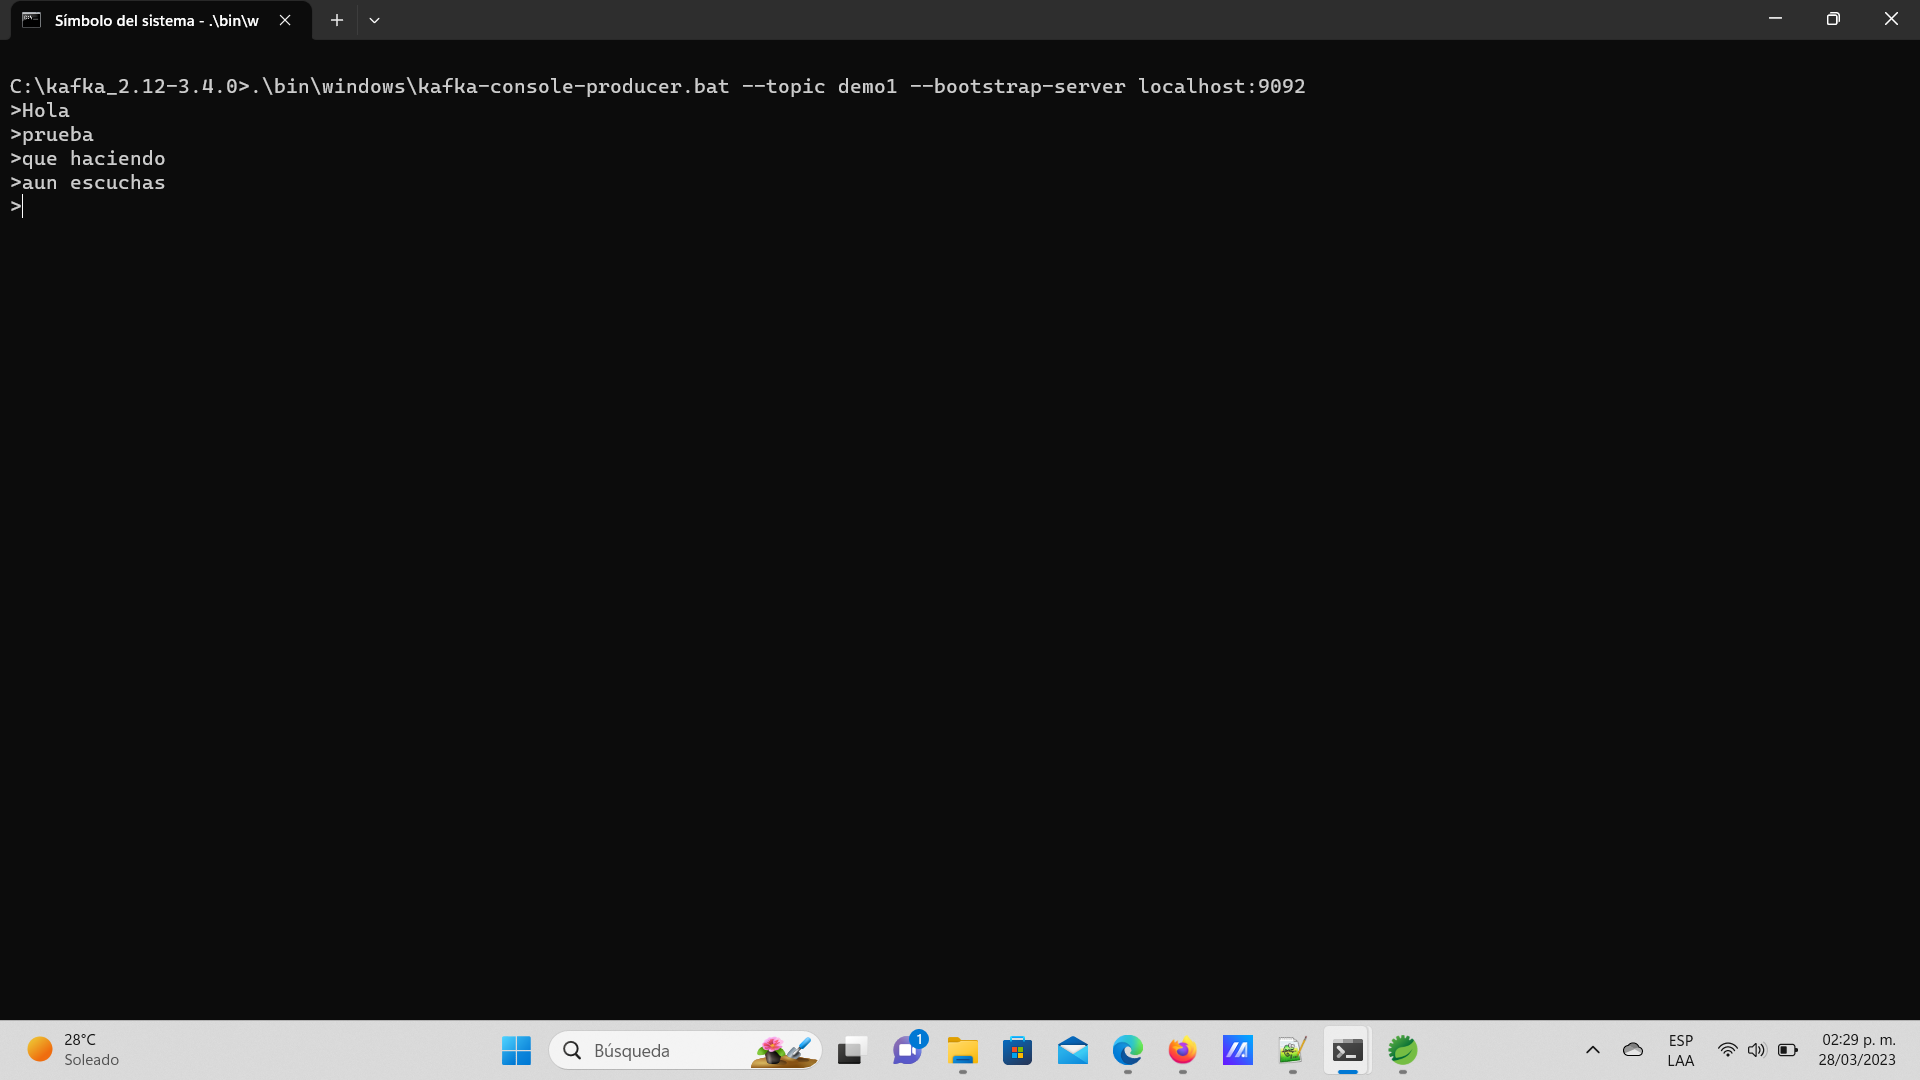 Símbolo del sistema - .\bin\w
C:\kafka_2.12-3.4.0>.\bin\windows\kafka-console-producer.bat --topic demo1 --bootstrap-server localhost:9092
>Hola
>prueba
>que haciendo
>aun escuchas
>
28°C
Soleado
Búsqueda
1
ESP
LAA
02:29 p. m.
28/03/2023